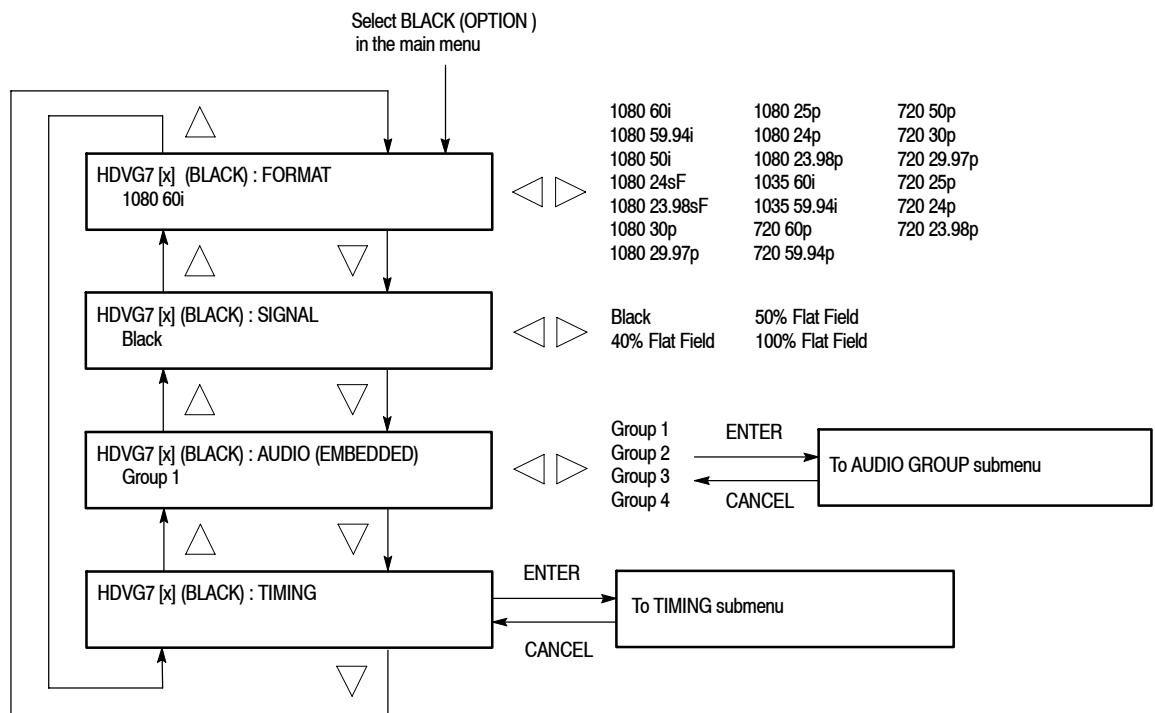 Select BLACK (OPTION )
in the main menu
HDVG7 [x] (BLACK) : FORMAT
1080 60i
1080 60i 1080 25p 720 50p
1080 59.94i 1080 24p 720 30p
1080 50i 1080 23.98p 720 29.97p
1080 24sF 1035 60i 720 25p
1080 23.98sF 1035 59.94i 720 24p
1080 30p 720 60p 720 23.98p
1080 29.97p 720 59.94p
HDVG7 [x] (BLACK) : SIGNAL
Black
Black 50% Flat Field
40% Flat Field 100% Flat Field
HDVG7 [x] (BLACK) : AUDIO (EMBEDDED)
Group 1
Group 1
Group 2
Group 3
Group 4
ENTER
CANCEL
To AUDIO GROUP submenu
HDVG7 [x] (BLACK) : TIMING
ENTER
CANCEL
To TIMING submenu